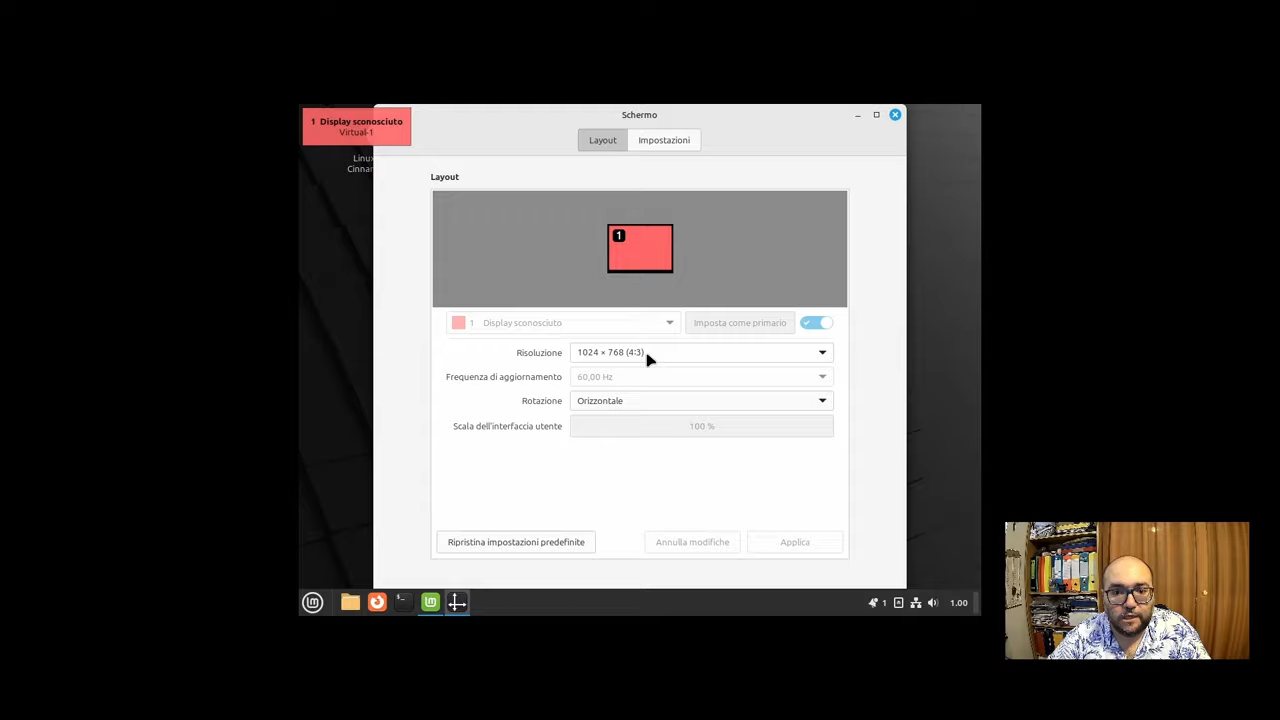 Schermo
1 Display sconosciuto
Virtual-1
Layout
Impostazioni
Linux
Cinnam
Layout
1
1 Display sconosciuto
Imposta come primario
Risoluzione
1024 × 768 (4:3)
Frequenza di aggiornamento
60,00 Hz
Rotazione
Orizzontale
Scala dell'interfaccia utente
100 %
Ripristina impostazioni predefinite
Annulla modifiche
Applica
1
1.00